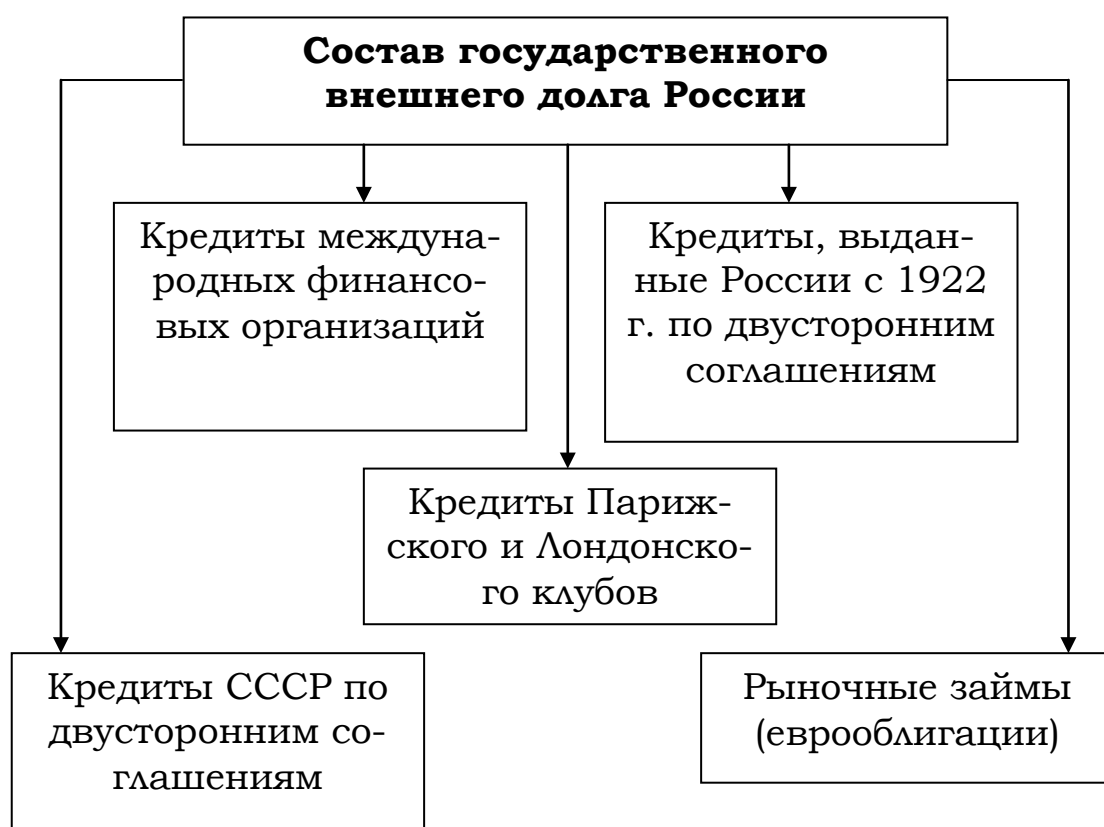 Состав государственного
внешнего долга России
Кредиты междуна-
родных финансо-
вых организаций
Кредиты, выдан-
ные России с 1922
г. по двусторонним
соглашениям
Кредиты Париж-
ского и Лондонско-
го клубов
Кредиты СССР по
двусторонним со-
глашениям
Рыночные займы
(еврооблигации)